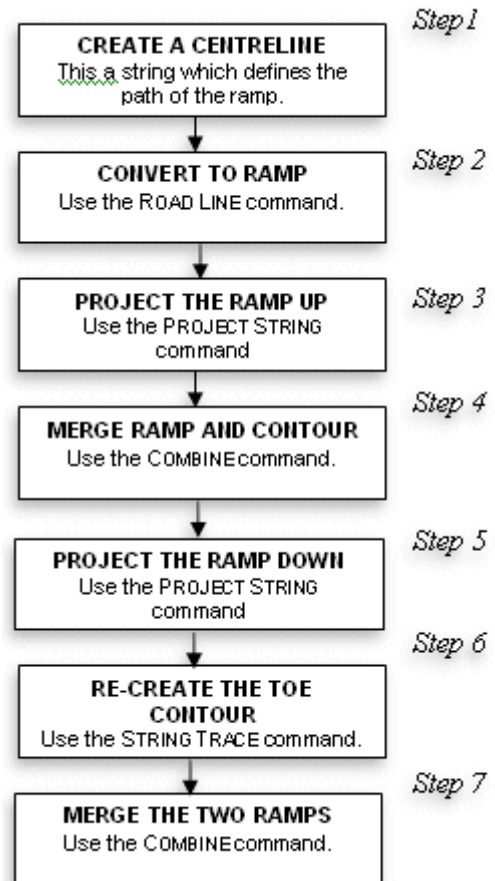 Step 1
CREATE A CENTRELINE
This a string which defines the
path of the ramp.
Step 2
CONVERT TO RAMP
Use the ROAD LINE command.
Step 3
PROJECT THE RAMP UP
Use the PROJECT STRING
command
Step 4
MERGE RAMP AND CONTOUR
Use the COMBINE command.
Step 5
PROJECT THE RAMP DOWN
Use the PROJECT STRING
command
Step 6
RE-CREATE THE TOE
CONTOUR
Use the STRING TRACE command.
Step 7
MERGE THE TWO RAMPS
Use the COMBINE command.